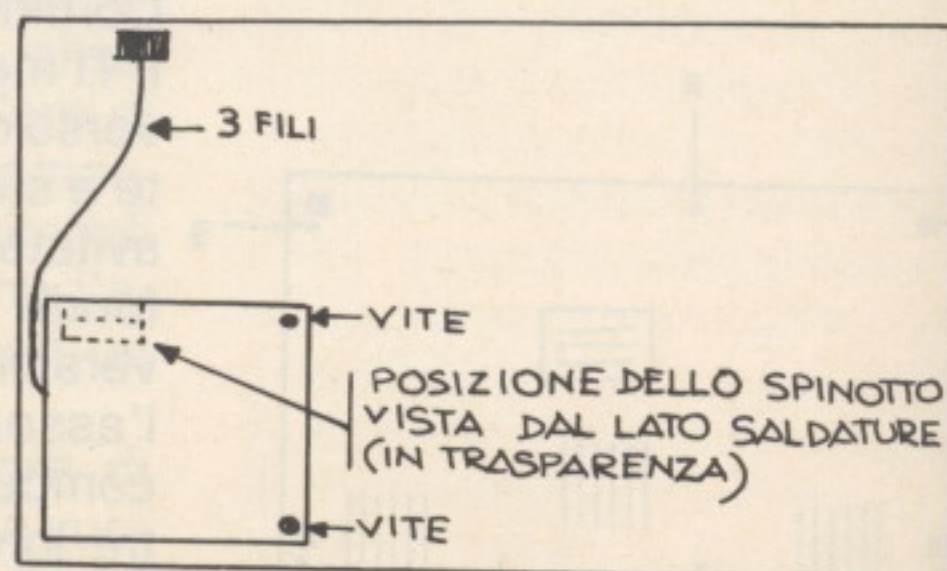 3 FILI
VITE
POSIZIONE DELLO SPINOTTO
VISTA DAL LATO SALDATURE
(IN TRASPARENZA)
VITE